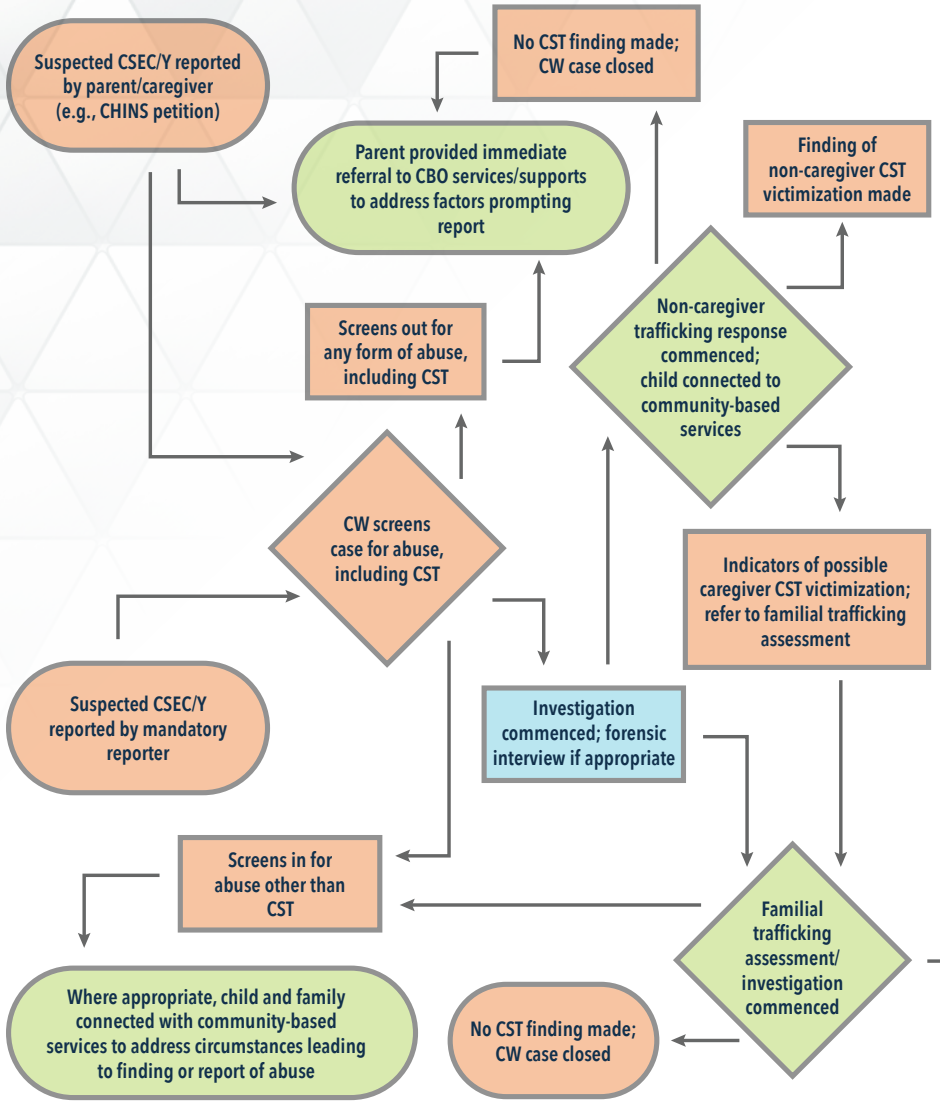 Suspected CSEC/Y reported
by parent/caregiver
(e.g., CHINS petition)
No CST finding made;
CW case closed
Parent provided immediate
referral to CBO services/supports
to address factors prompting
report
Finding of
non-caregiver CST
victimization made
Non-caregiver
trafficking response
commenced;
child connected to
community-based
services
Screens out for
any form of abuse,
including CST
CW screens
case for abuse,
including CST
Indicators of possible
caregiver CST victimization;
refer to familial trafficking
assessment
Suspected CSEC/Y
reported by mandatory
reporter
Investigation
commenced; forensic
interview if appropriate
Screens in for
abuse other than
CST
Familial
trafficking
assessment/
investigation
commenced
Where appropriate, child and family
connected with community-based
services to address circumstances leading
to finding or report of abuse
No CST finding made;
CW case closed